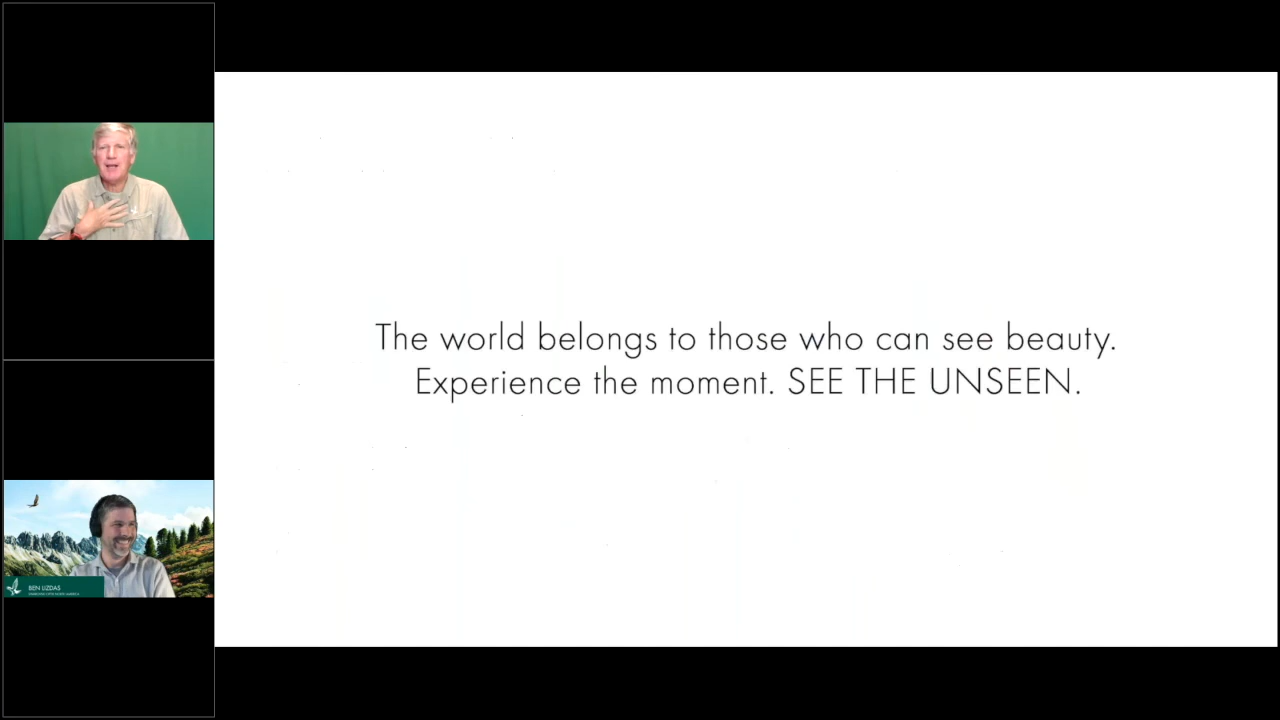 The world belongs to those who can see beauty.
Experience the moment. SEE THE UNSEEN.
BEN LIZDAS